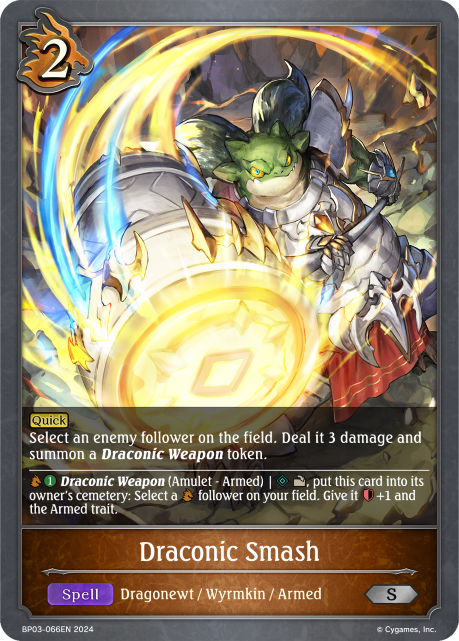 2
Quick
Select an enemy follower on the field. Deal it 3 damage and
summon a Draconic Weapon token.
1 Draconic Weapon (Amulet - Armed) | , put this card into its
owner's cemetery: Select a follower on your field. Give it +1 and
the Armed trait.
Draconic Smash
Spell Dragonewt / Wyrmkin / Armed S
BP03-066EN 2024 © Cygames, Inc.